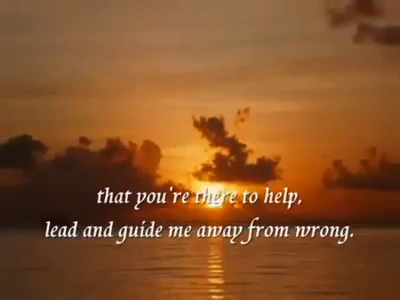 that you're there to help,
lead and guide me away from wrong.